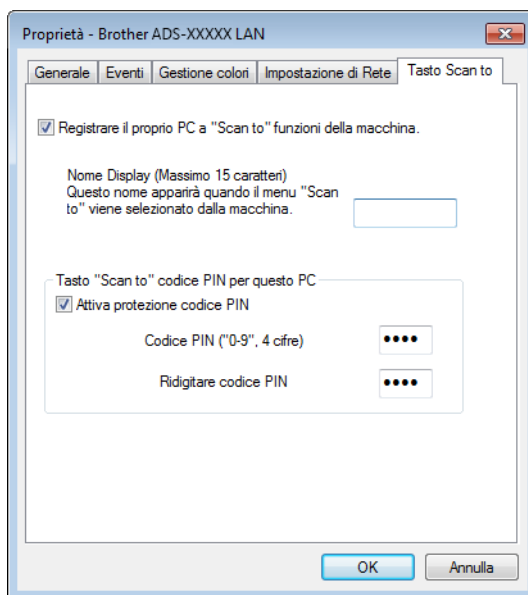 Proprietà - Brother ADS-XXXXX LAN
Generale Eventi Gestione colori Impostazione di Rete Tasto Scan to
Registrare il proprio PC a "Scan to" funzioni della macchina.
Nome Display (Massimo 15 caratteri)
Questo nome apparirà quando il menu "Scan
to" viene selezionato dalla macchina.
Tasto "Scan to" codice PIN per questo PC
Attiva protezione codice PIN
Codice PIN ("0-9", 4 cifre) ••••
Ridigitare codice PIN ••••
OK Annulla